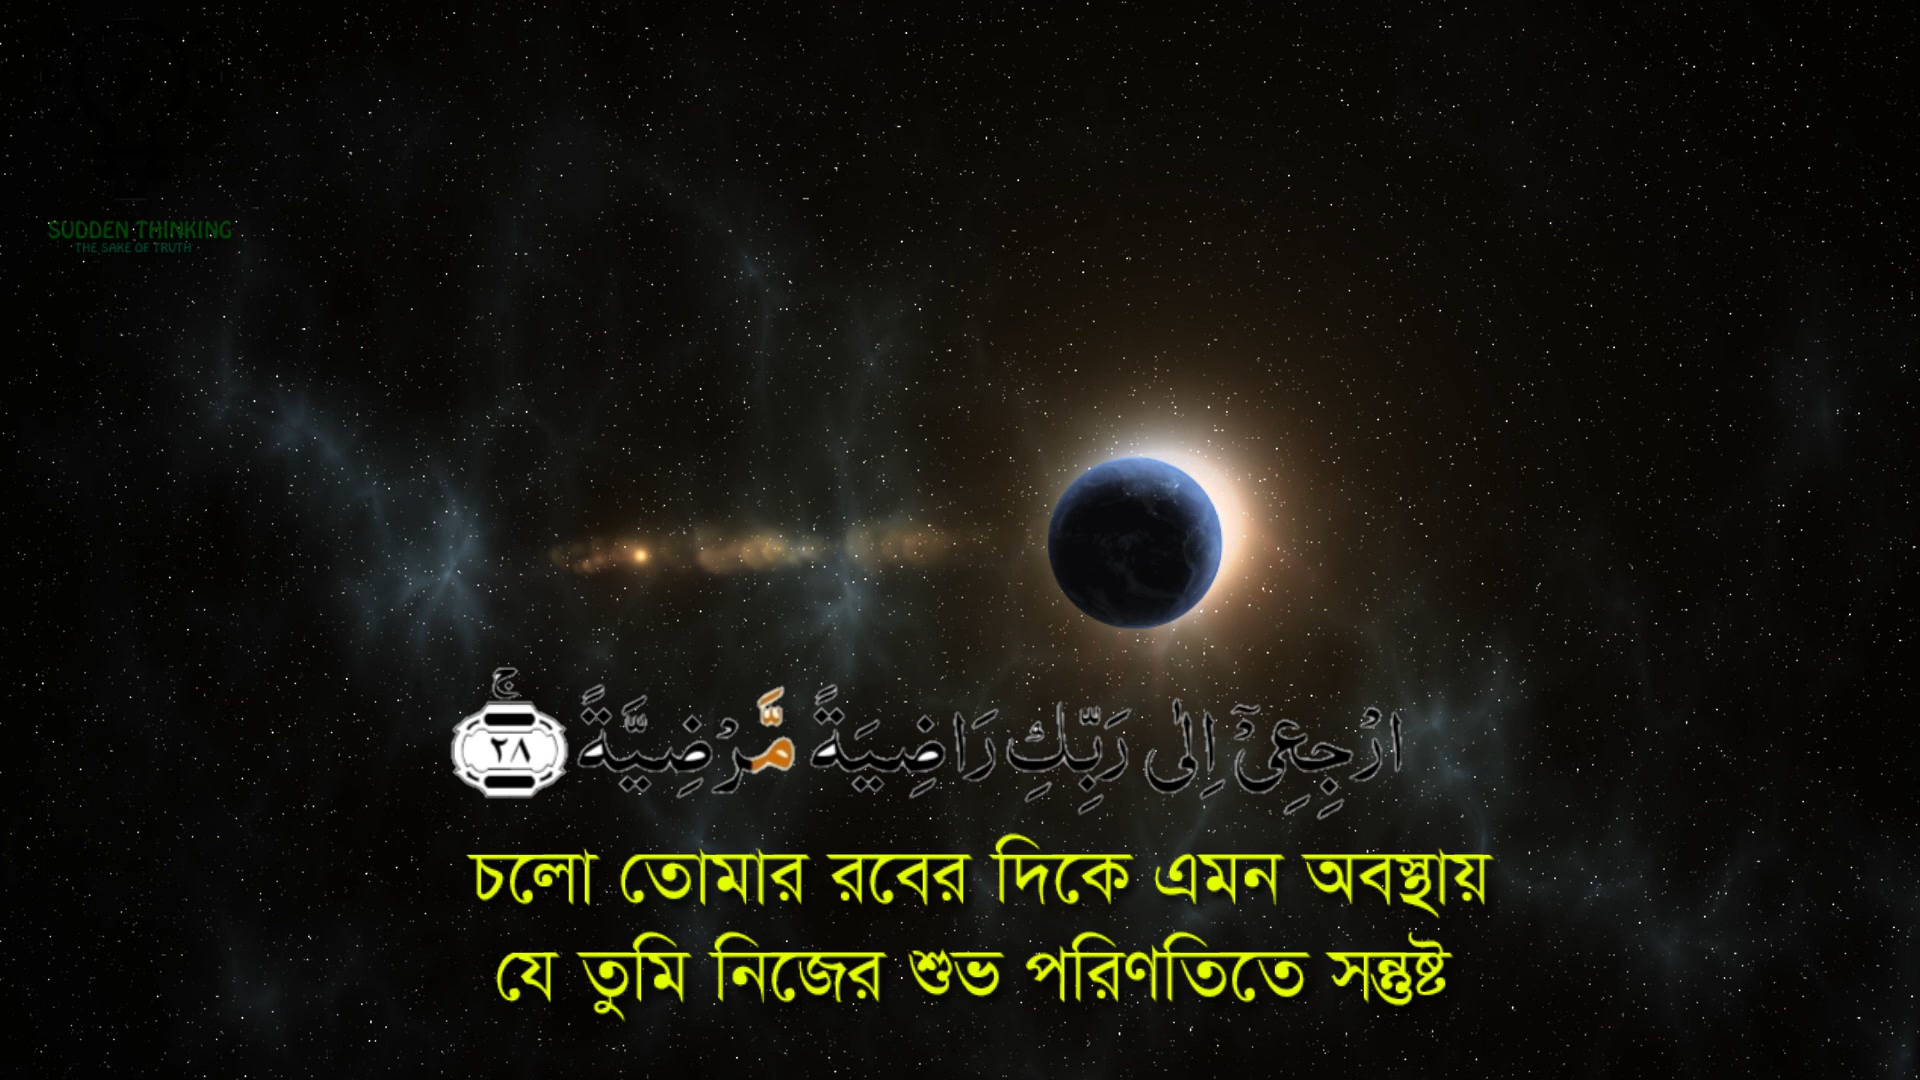 SUDDEN THINKING
THE SAKE OF TRUTH
ارْجِعِىْٓ اِلٰى رَبِّكِ رَاضِيَةً مَّرْضِيَّةً ۚ ﴿٢٨﴾
চলো তোমার রবের দিকে এমন অবস্থায়
যে তুমি নিজের শুভ পরিণতিতে সন্তুষ্ট